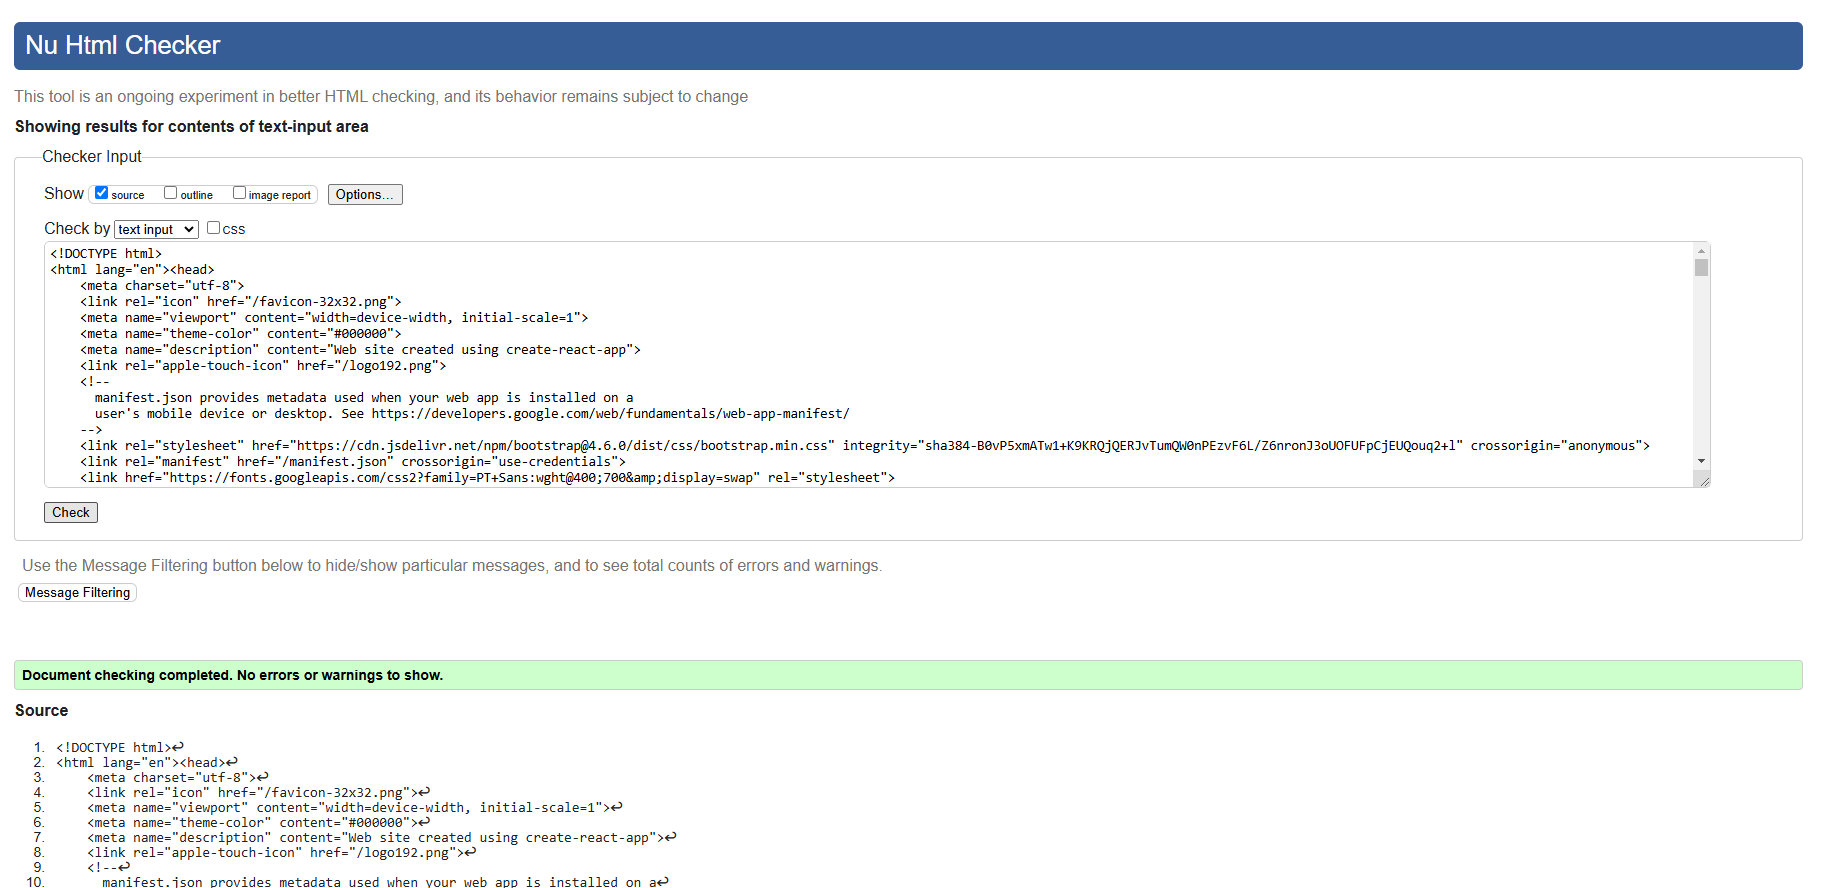 Nu Html Checker
This tool is an ongoing experiment in better HTML checking, and its behavior remains subject to change
Showing results for contents of text-input area
Checker Input
Show source outline image report Options...
Check by text input css
<!DOCTYPE html>
<html lang="en"><head>
    <meta charset="utf-8">
    <link rel="icon" href="/favicon-32x32.png">
    <meta name="viewport" content="width=device-width, initial-scale=1">
    <meta name="theme-color" content="#000000">
    <meta name="description" content="Web site created using create-react-app">
    <link rel="apple-touch-icon" href="/logo192.png">
    <!--
      manifest.json provides metadata used when your web app is installed on a
      user's mobile device or desktop. See https://developers.google.com/web/fundamentals/web-app-manifest/
    -->
    <link rel="stylesheet" href="https://cdn.jsdelivr.net/npm/bootstrap@4.6.0/dist/css/bootstrap.min.css" integrity="sha384-B0vP5xmATw1+K9KRQjQERJvTumQW0nPEzvF6L/Z6nronJ3oUOFUFpCjEUQouq2+l" crossorigin="anonymous">
    <link rel="manifest" href="/manifest.json" crossorigin="use-credentials">
    <link href="https://fonts.googleapis.com/css2?family=PT+Sans:wght@400;700&amp;display=swap" rel="stylesheet">
Check
Use the Message Filtering button below to hide/show particular messages, and to see total counts of errors and warnings.
Message Filtering
Document checking completed. No errors or warnings to show.
Source
1. <!DOCTYPE html>↩
2. <html lang="en"><head>↩
3.     <meta charset="utf-8">↩
4.     <link rel="icon" href="/favicon-32x32.png">↩
5.     <meta name="viewport" content="width=device-width, initial-scale=1">↩
6.     <meta name="theme-color" content="#000000">↩
7.     <meta name="description" content="Web site created using create-react-app">↩
8.     <link rel="apple-touch-icon" href="/logo192.png">↩
9.     <!--↩
10.       manifest.json provides metadata used when your web app is installed on a↩